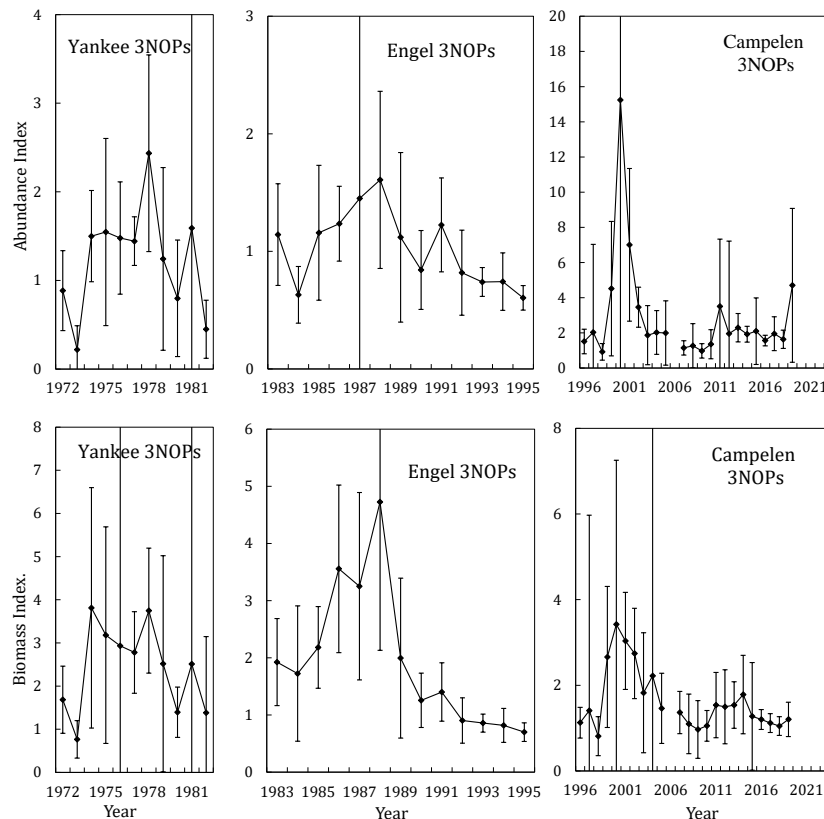 Yankee 3NOPs
Abundance Index
4
3
2
1
0
1972 1975 1978 1981
Engel 3NOPs
3
2
1
0
1983 1985 1987 1989 1991 1993 1995
Campelen
3NOPs
20
18
16
14
12
10
8
6
4
2
0
1996 2001 2006 2011 2016 2021
Yankee 3NOPs
Biomass Index.
8
7
6
5
4
3
2
1
0
1972 1975 1978 1981
Year
Engel 3NOPs
6
5
4
3
2
1
0
1983 1985 1987 1989 1991 1993 1995
Year
Campelen
3NOPs
8
6
4
2
0
1996 2001 2006 2011 2016 2021
Year